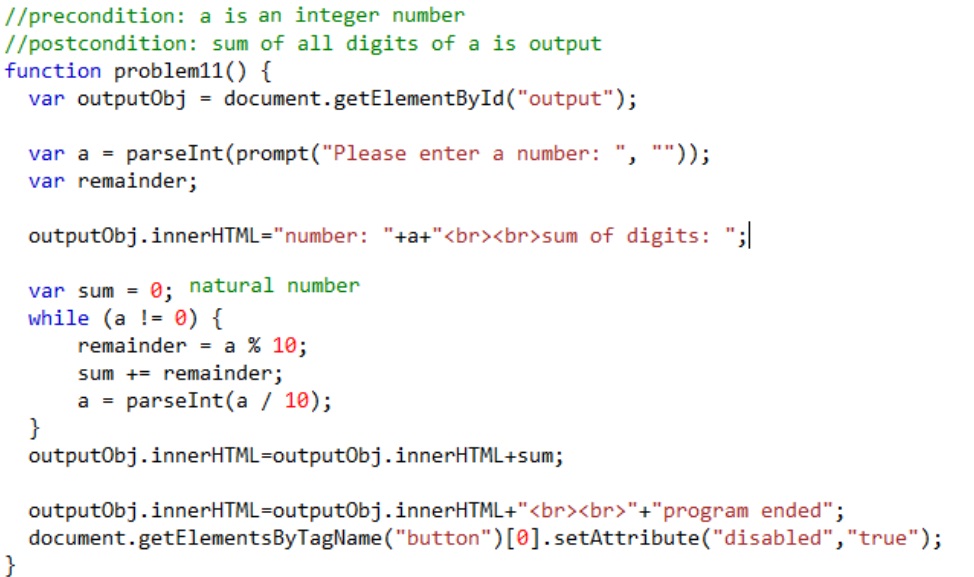 //precondition: a is an integer number
//postcondition: sum of all digits of a is output
function problem11() {
  var outputObj = document.getElementById("output");

  var a = parseInt(prompt("Please enter a number: ", ""));
  var remainder;

  outputObj.innerHTML="number: "+a+"<br><br>sum of digits: ";

  var sum = 0; natural number
  while (a != 0) {
      remainder = a % 10;
      sum += remainder;
      a = parseInt(a / 10);
  }
  outputObj.innerHTML=outputObj.innerHTML+sum;

  outputObj.innerHTML=outputObj.innerHTML+"<br><br>"+"program ended";
  document.getElementsByTagName("button")[0].setAttribute("disabled","true");
}